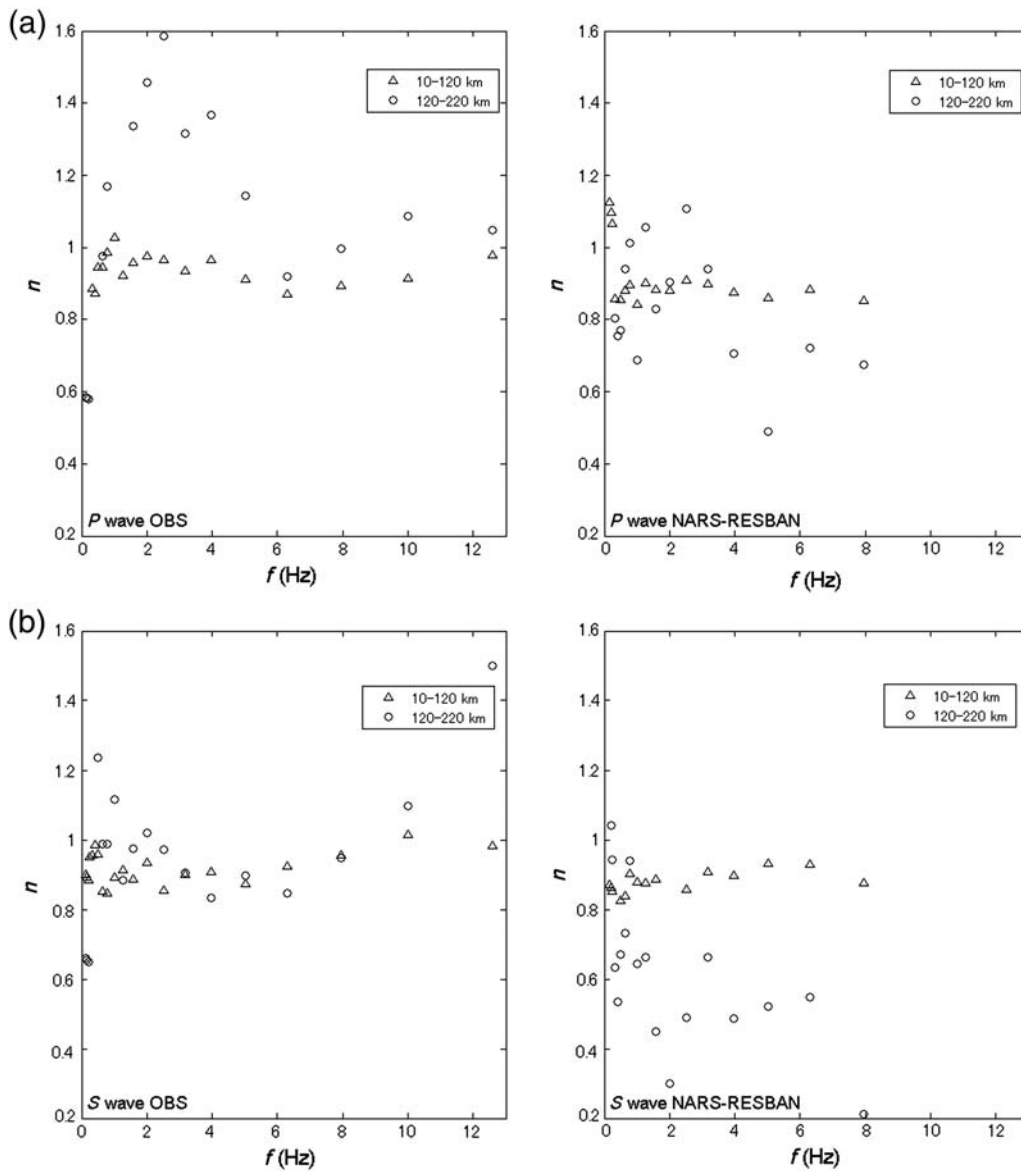 (a)
1.6
1.4
1.2
1
0.8
0.6
0.4
0.2
n
10–120 km
120–220 km
P wave OBS
0 2 4 6 8 10 12
f (Hz)
1.6
1.4
1.2
1
0.8
0.6
0.4
0.2
n
10–120 km
120–220 km
P wave NARS-RESBAN
0 2 4 6 8 10 12
f (Hz)
(b)
1.6
1.4
1.2
1
0.8
0.6
0.4
0.2
n
10–120 km
120–220 km
S wave OBS
0 2 4 6 8 10 12
f (Hz)
1.6
1.4
1.2
1
0.8
0.6
0.4
0.2
n
10–120 km
120–220 km
S wave NARS-RESBAN
0 2 4 6 8 10 12
f (Hz)